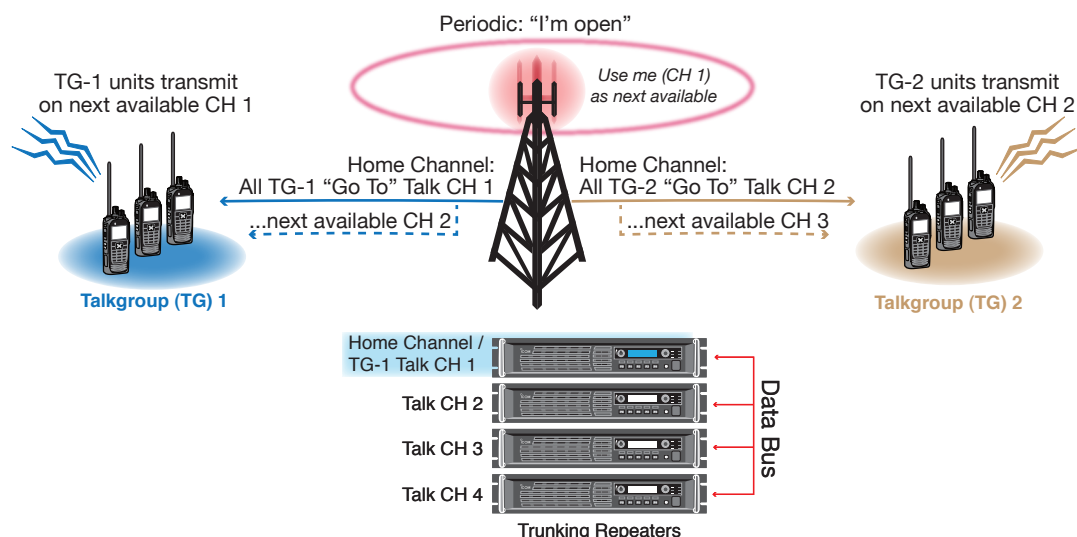 Periodic: “I’m open”
Use me (CH 1)
as next available
TG-1 units transmit
on next available CH 1
TG-2 units transmit
on next available CH 2
Home Channel:
All TG-1 “Go To” Talk CH 1
...next available CH 2
Home Channel:
All TG-2 “Go To” Talk CH 2
...next available CH 3
Talkgroup (TG) 1
Talkgroup (TG) 2
Home Channel /
TG-1 Talk CH 1
Talk CH 2
Talk CH 3
Talk CH 4
Data Bus
Trunking Repeaters